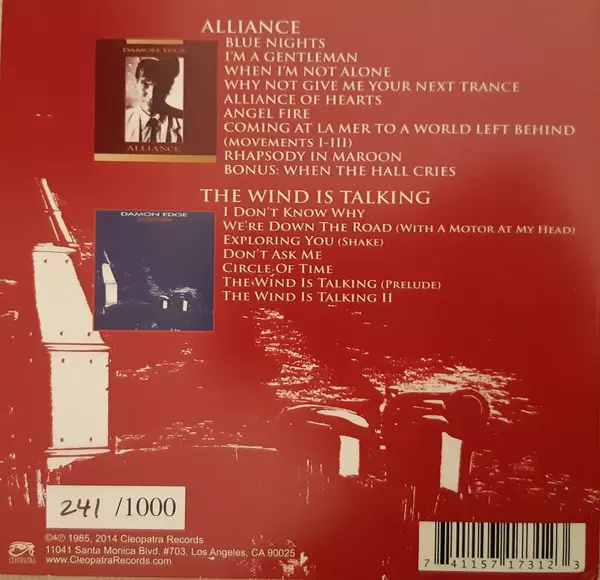 ALLIANCE
DAMON EDGE
ALLIANCE
BLUE NIGHTS
I'M A GENTLEMAN
WHEN I'M NOT ALONE
WHY NOT GIVE ME YOUR NEXT TRANCE
ALLIANCE OF HEARTS
ANGEL FIRE
COMING AT LA MER TO A WORLD LEFT BEHIND
(MOVEMENTS I-III)
RHAPSODY IN MAROON
BONUS: WHEN THE HALL CRIES
THE WIND IS TALKING
DAMON EDGE
I DON'T KNOW WHY
WE'RE DOWN THE ROAD (WITH A MOTOR AT MY HEAD)
EXPLORING YOU (SHAKE)
DON'T ASK ME
CIRCLE OF TIME
THE WIND IS TALKING (PRELUDE)
THE WIND IS TALKING II
241 /1000
©℗ 1985, 2014 Cleopatra Records
11041 Santa Monica Blvd. #703, Los Angeles, CA 90025
www.CleopatraRecords.com
CLEOPATRA
7 41157 17312 3